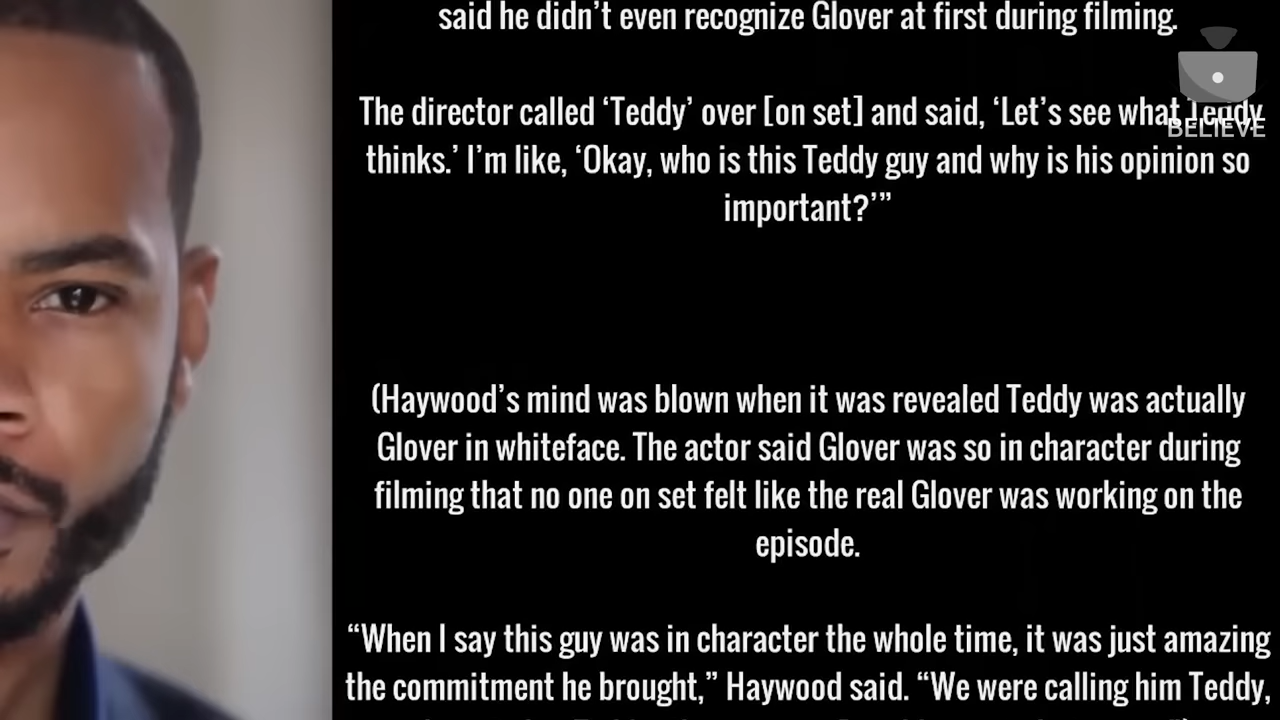 said he didn’t even recognize Glover at first during filming.
The director called ‘Teddy’ over [on set] and said, ‘Let’s see what Teddy
BELIEVE
thinks.’ I’m like, ‘Okay, who is this Teddy guy and why is his opinion so
important?’”
(Haywood’s mind was blown when it was revealed Teddy was actually
Glover in whiteface. The actor said Glover was so in character during
filming that no one on set felt like the real Glover was working on the
episode.
“When I say this guy was in character the whole time, it was just amazing
the commitment he brought,” Haywood said. “We were calling him Teddy,